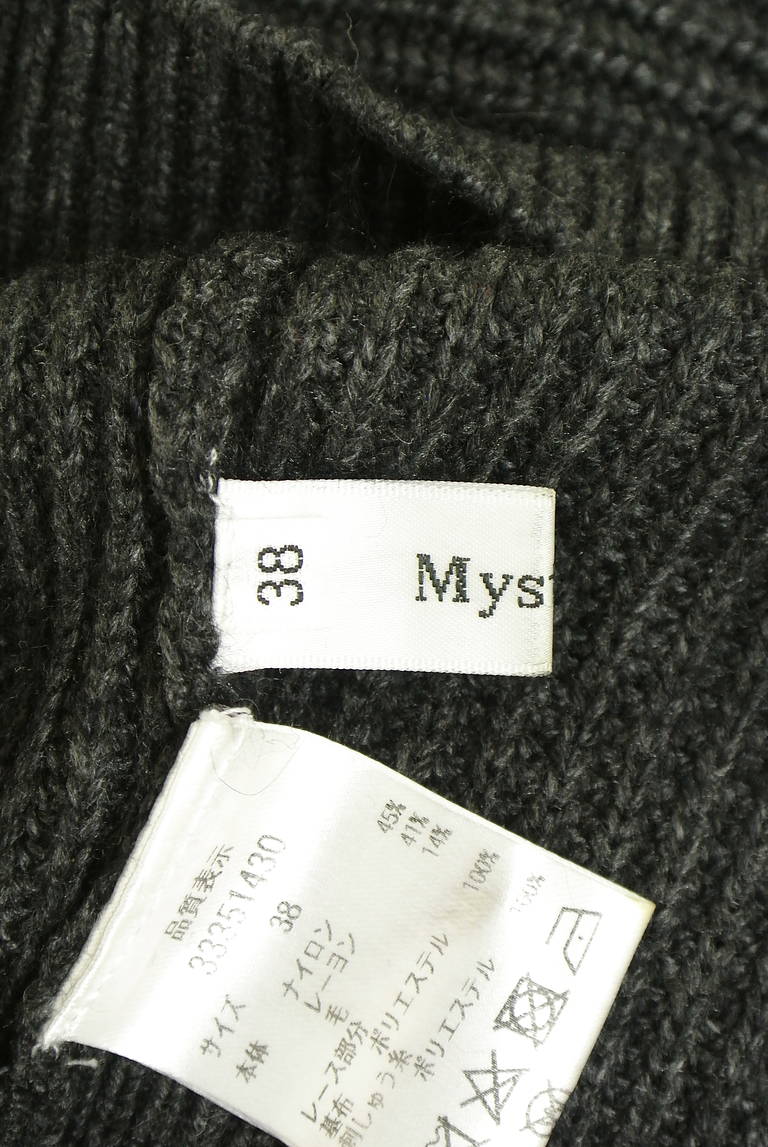 38
Mys
品質表示
33351430
サイズ 38
本体 ナイロン 45%
レーヨン 41%
毛 14%
レース部分
基布 ポリエステル 100%
刺しゅう糸 ポリエステル 100%